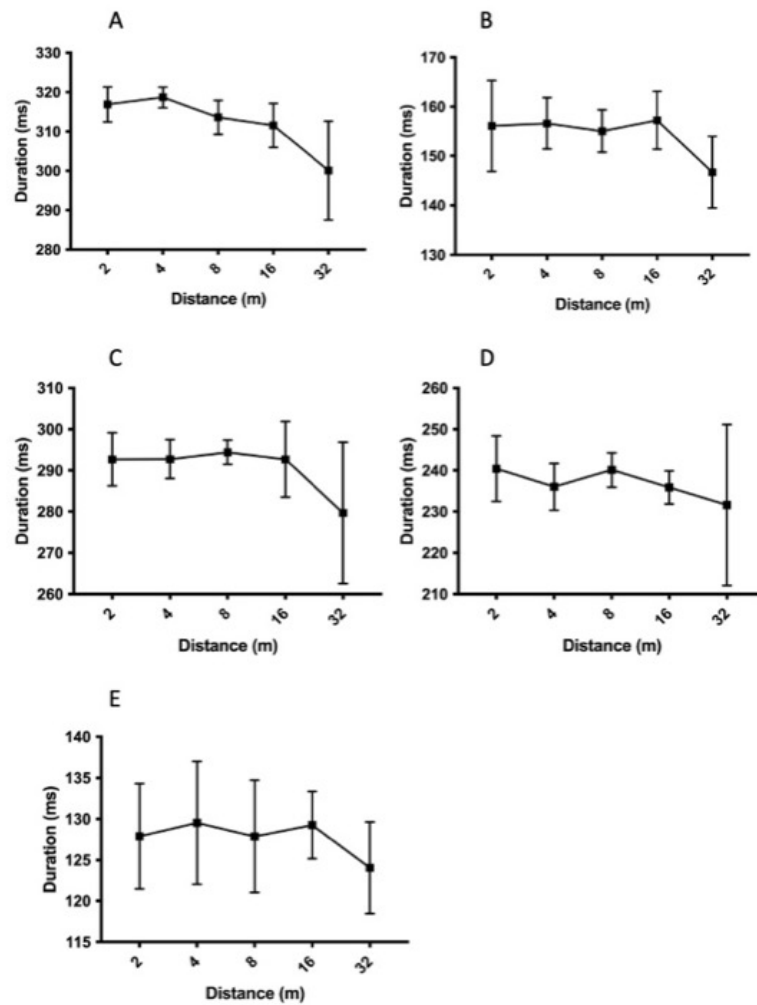 A
Duration (ms)
330
320
310
300
290
280
2 4 8 16 32
Distance (m)
B
Duration (ms)
170
160
150
140
130
2 4 8 16 32
Distance (m)
C
Duration (ms)
310
300
290
280
270
260
2 4 8 16 32
Distance (m)
D
Duration (ms)
260
250
240
230
220
210
2 4 8 16 32
Distance (m)
E
Duration (ms)
140
135
130
125
120
115
2 4 8 16 32
Distance (m)